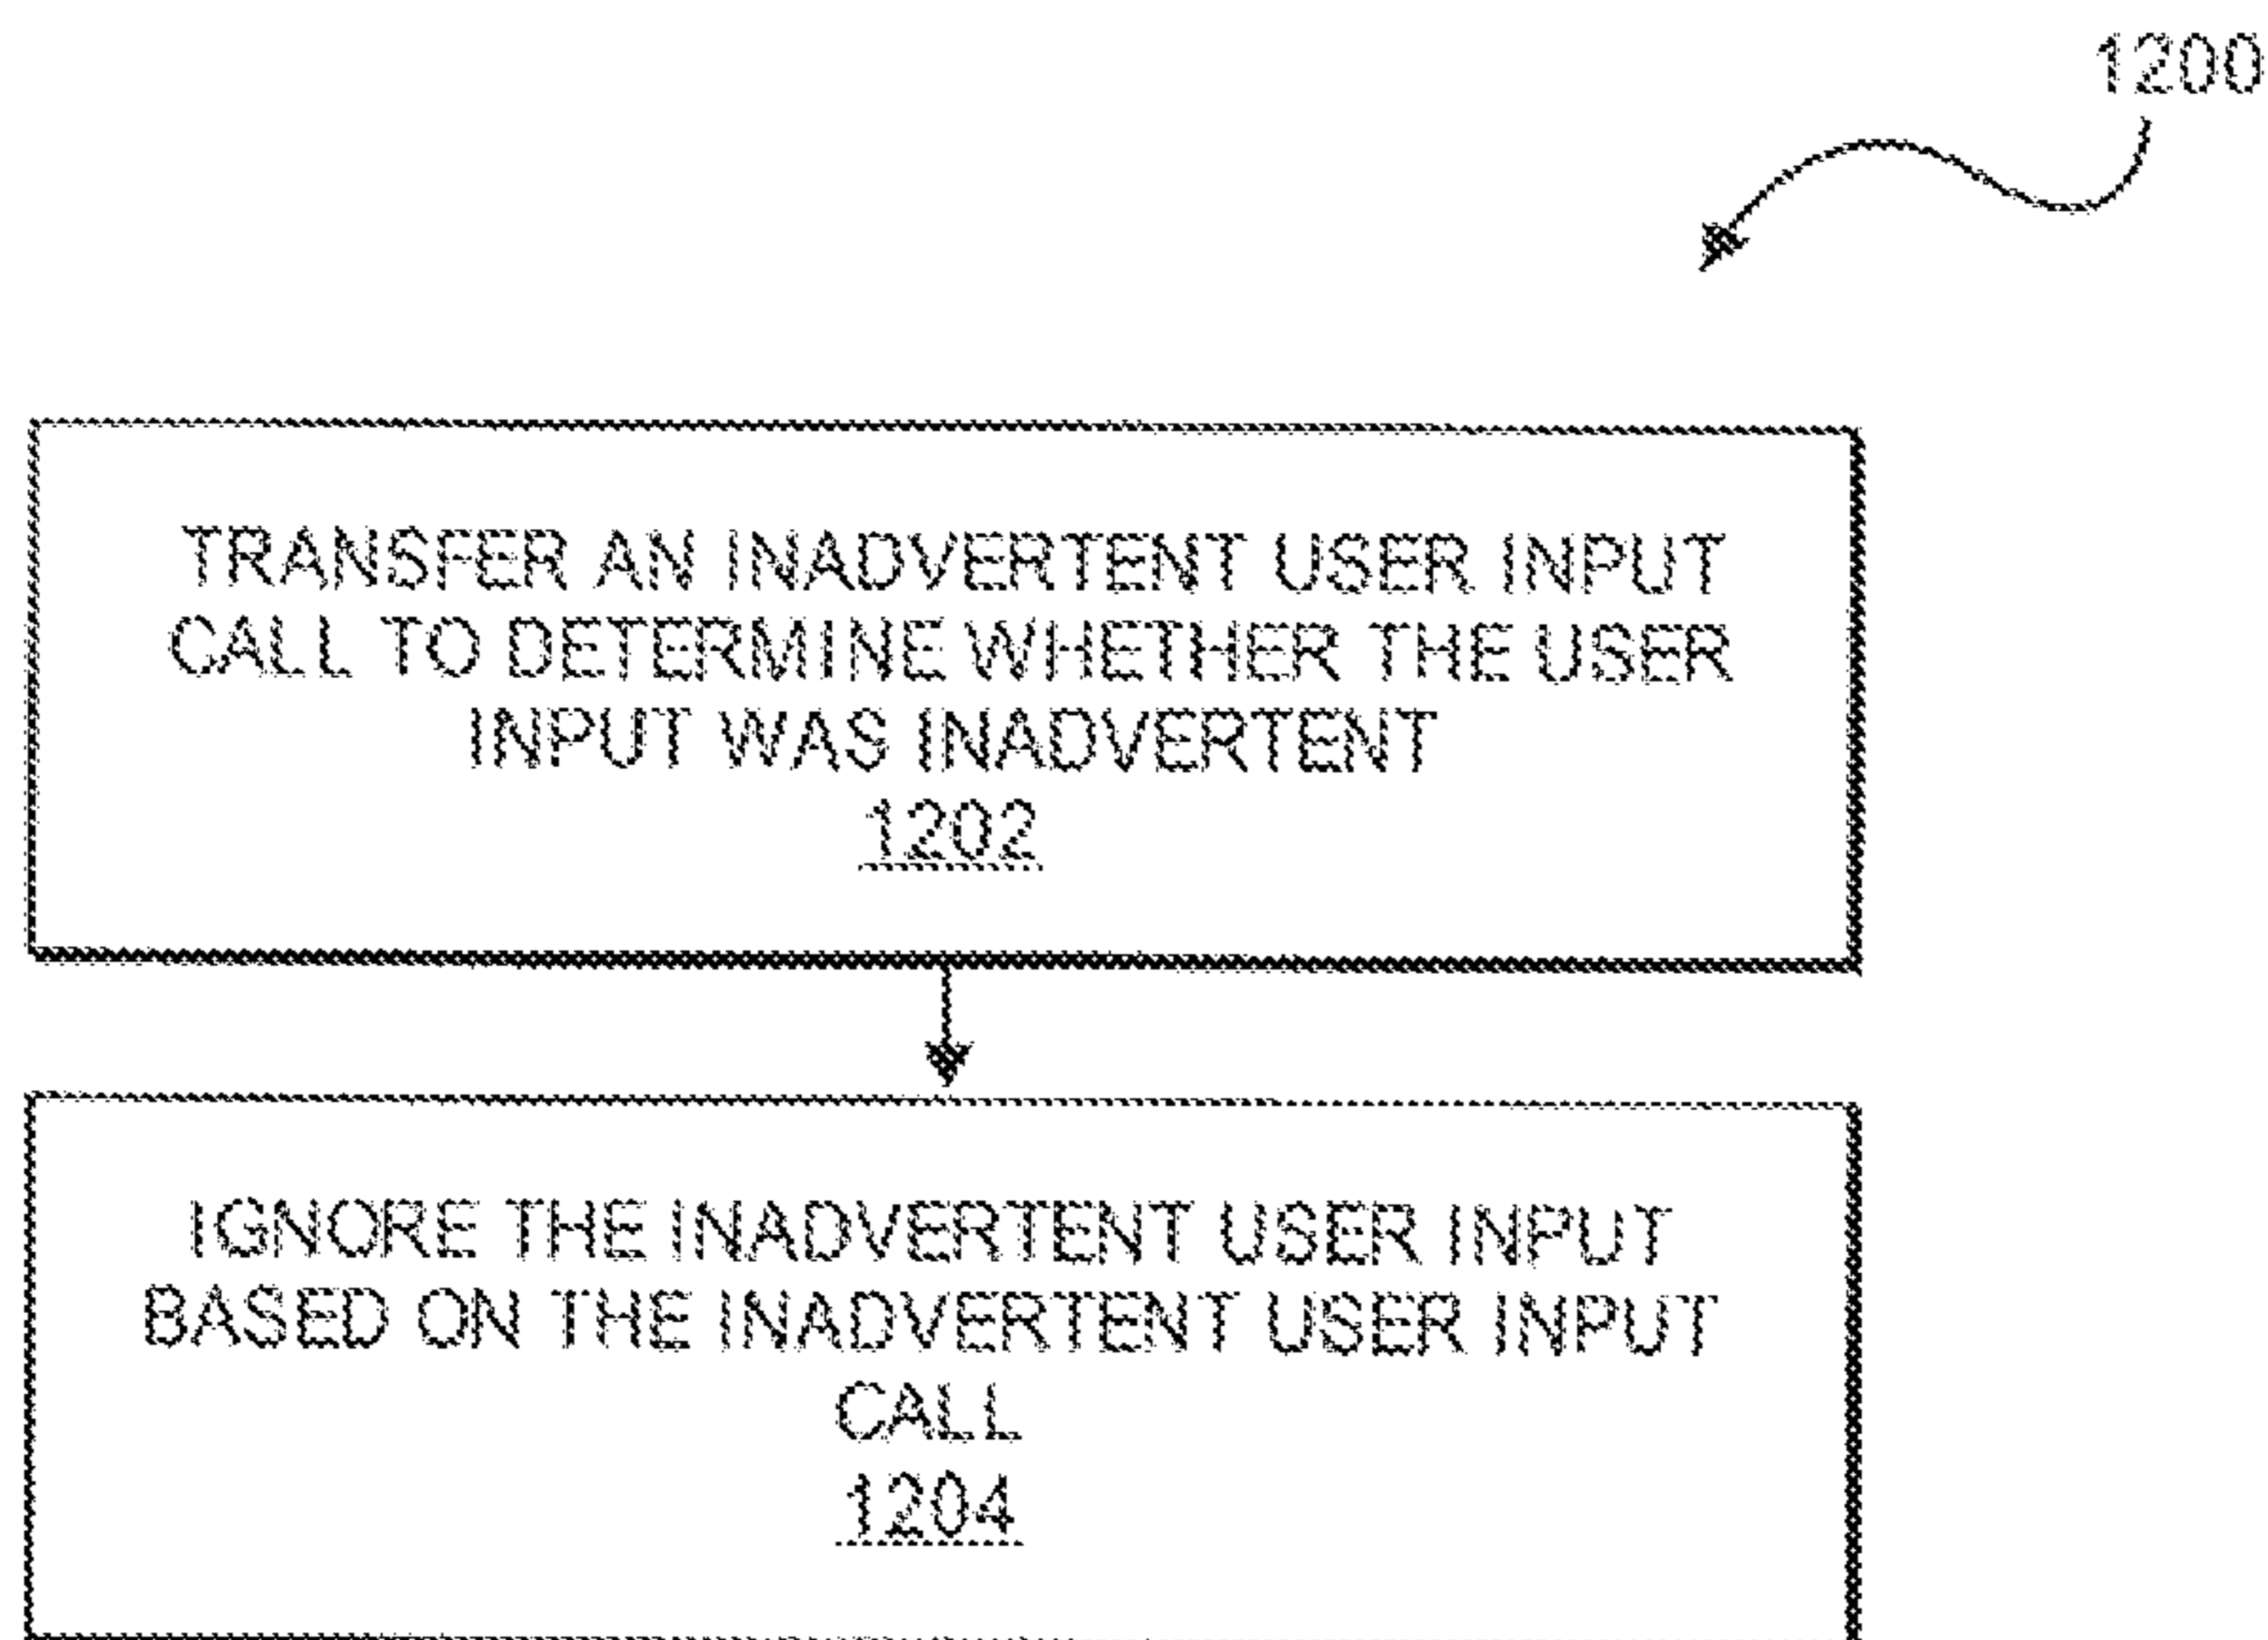 1200
TRANSFER AN INADVERTENT USER INPUT
CALL TO DETERMINE WHETHER THE USER
INPUT WAS INADVERTENT
1202
IGNORE THE INADVERTENT USER INPUT
BASED ON THE INADVERTENT USER INPUT
CALL
1204